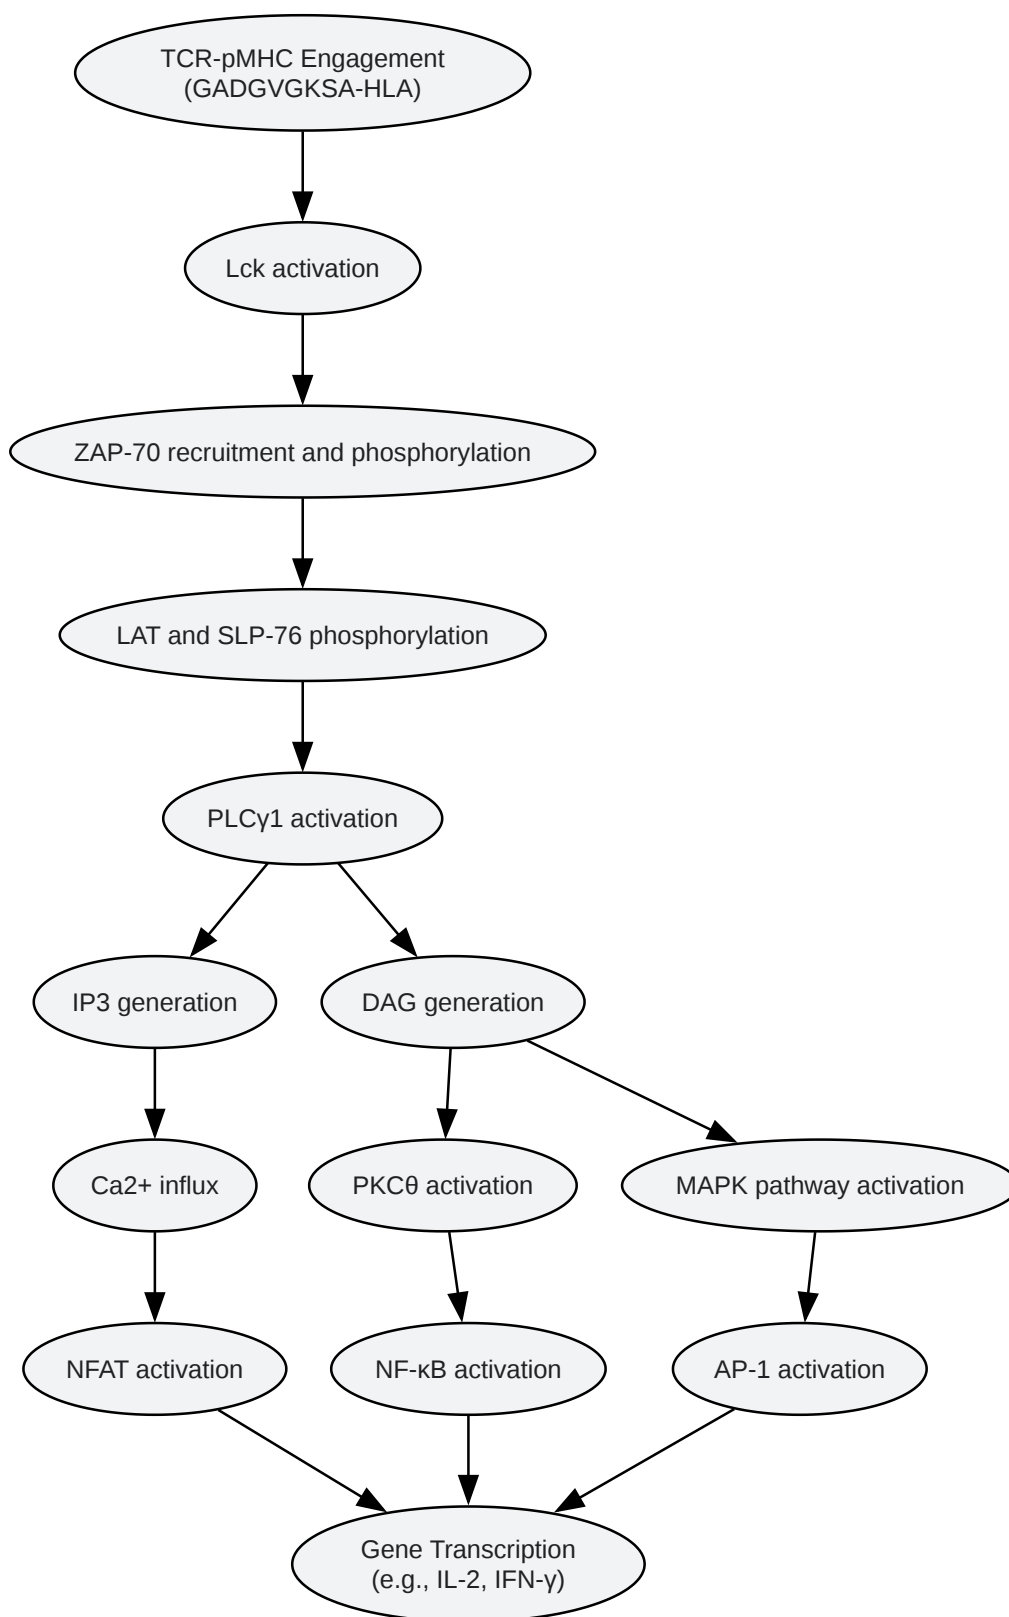 TCR-pMHC Engagement
(GADGVGKSA-HLA)
Lck activation
ZAP-70 recruitment and phosphorylation
LAT and SLP-76 phosphorylation
PLCγ1 activation
IP3 generation
DAG generation
Ca2+ influx
PKCθ activation
MAPK pathway activation
NFAT activation
NF-κB activation
AP-1 activation
Gene Transcription
(e.g., IL-2, IFN-γ)